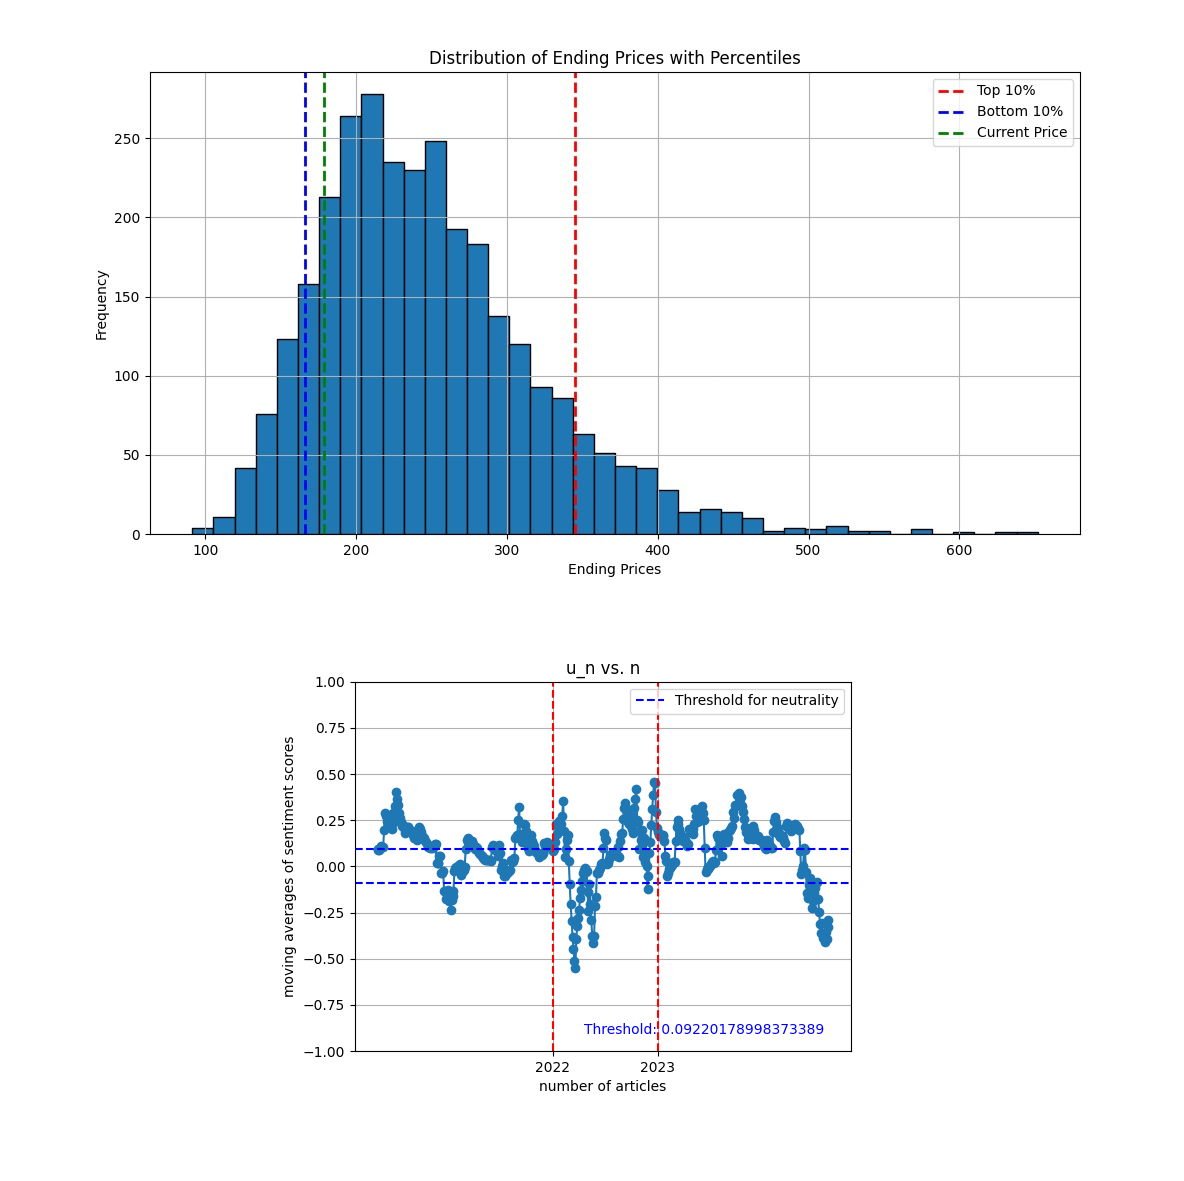 Distribution of Ending Prices with Percentiles
Top 10%
Bottom 10%
Current Price
250
200
150
100
50
0
Frequency
100 200 300 400 500 600
Ending Prices
u_n vs. n
Threshold for neutrality
1.00
0.75
0.50
0.25
0.00
−0.25
−0.50
−0.75
−1.00
moving averages of sentiment scores
Threshold: 0.09220178998373389
2022 2023
number of articles